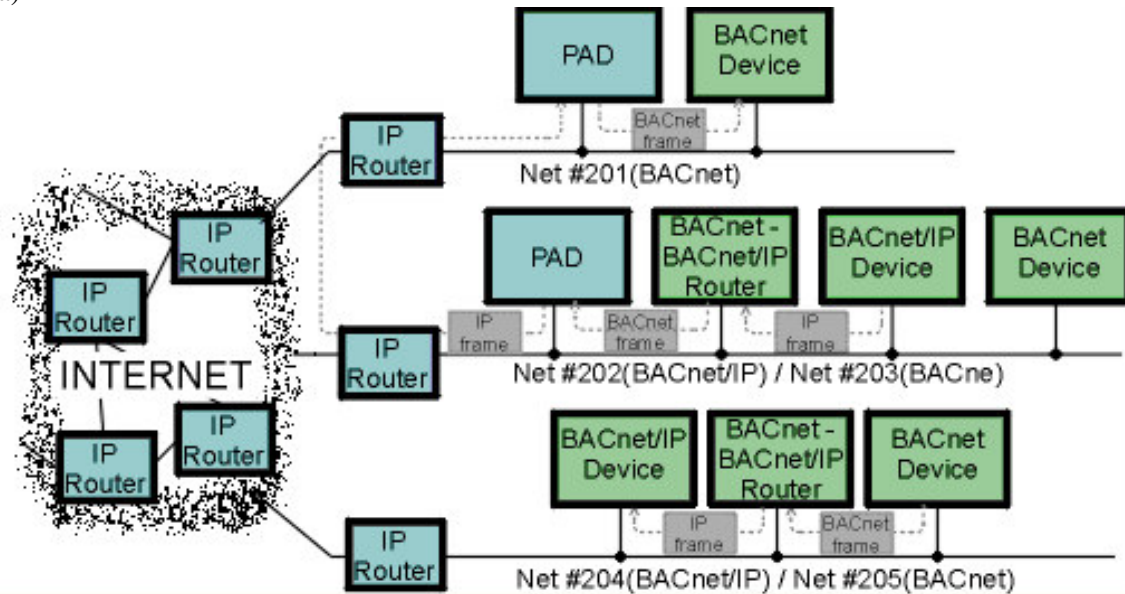 PAD
BACnet
Device
IP
Router
BACnet
frame
Net #201(BACnet)
IP
Router
PAD
BACnet -
BACnet/IP
Router
BACnet/IP
Device
BACnet
Device
IP
Router
IP
frame
BACnet
frame
IP
frame
IP
Router
INTERNET
Net #202(BACnet/IP) / Net #203(BACne)
IP
Router
IP
Router
BACnet/IP
Device
BACnet -
BACnet/IP
Router
BACnet
Device
IP
frame
BACnet
frame
IP
Router
Net #204(BACnet/IP) / Net #205(BACnet)